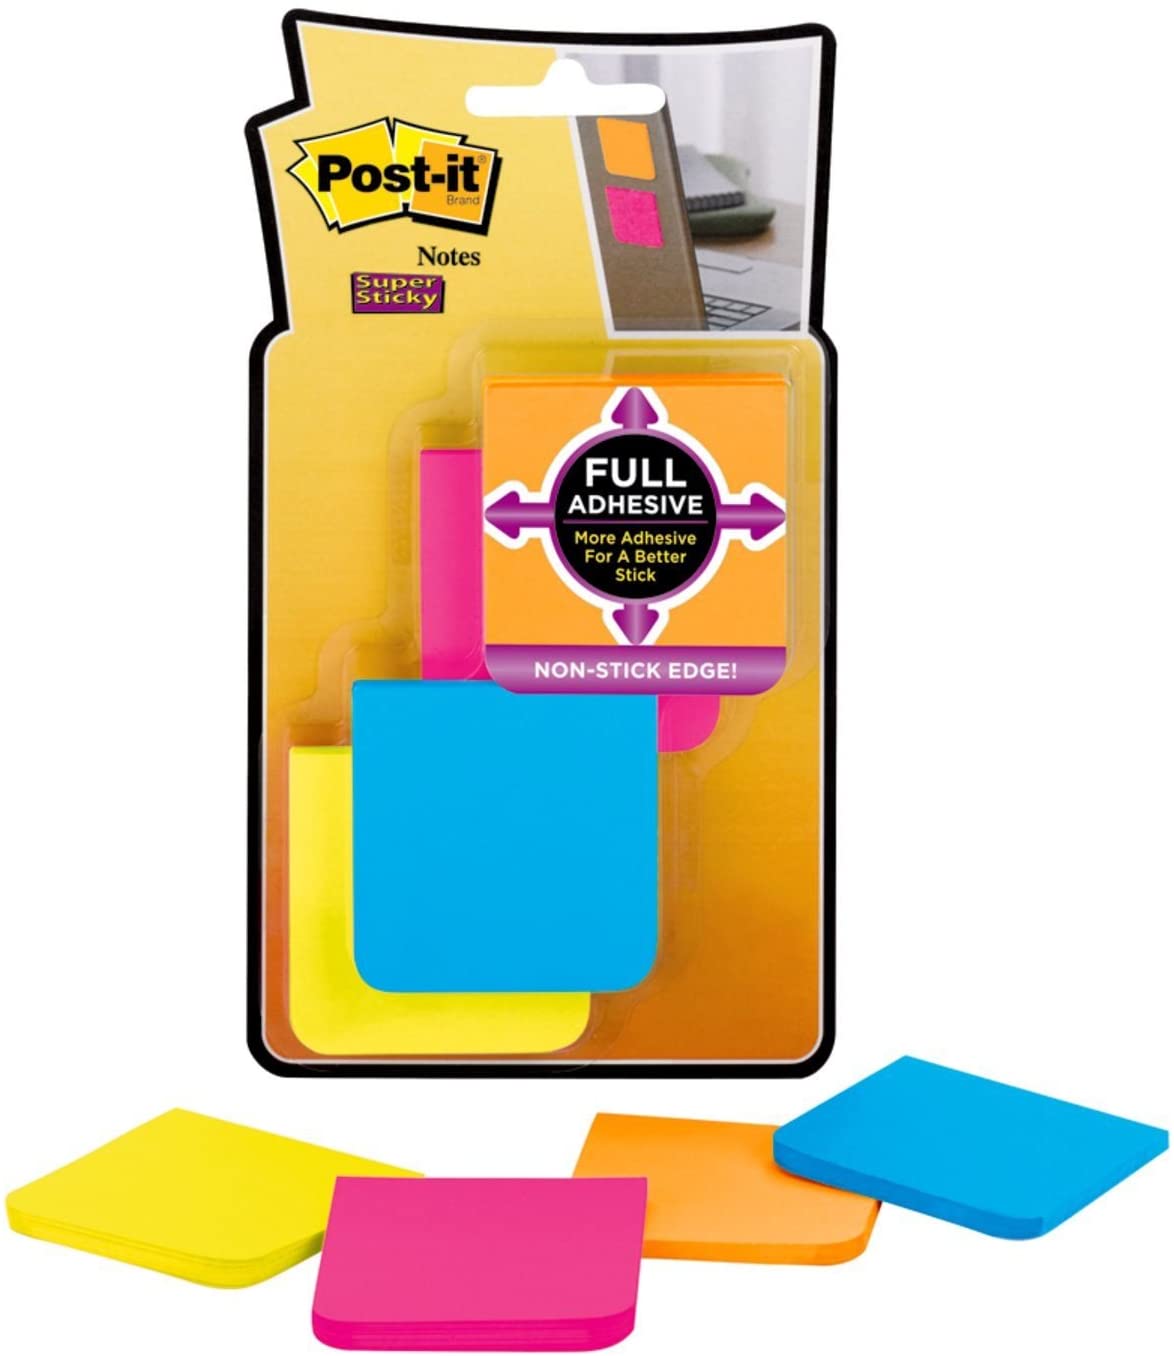 Post-it®
Brand
Notes
Super
Sticky
FULL
ADHESIVE
More Adhesive
For A Better
Stick
NON-STICK EDGE!